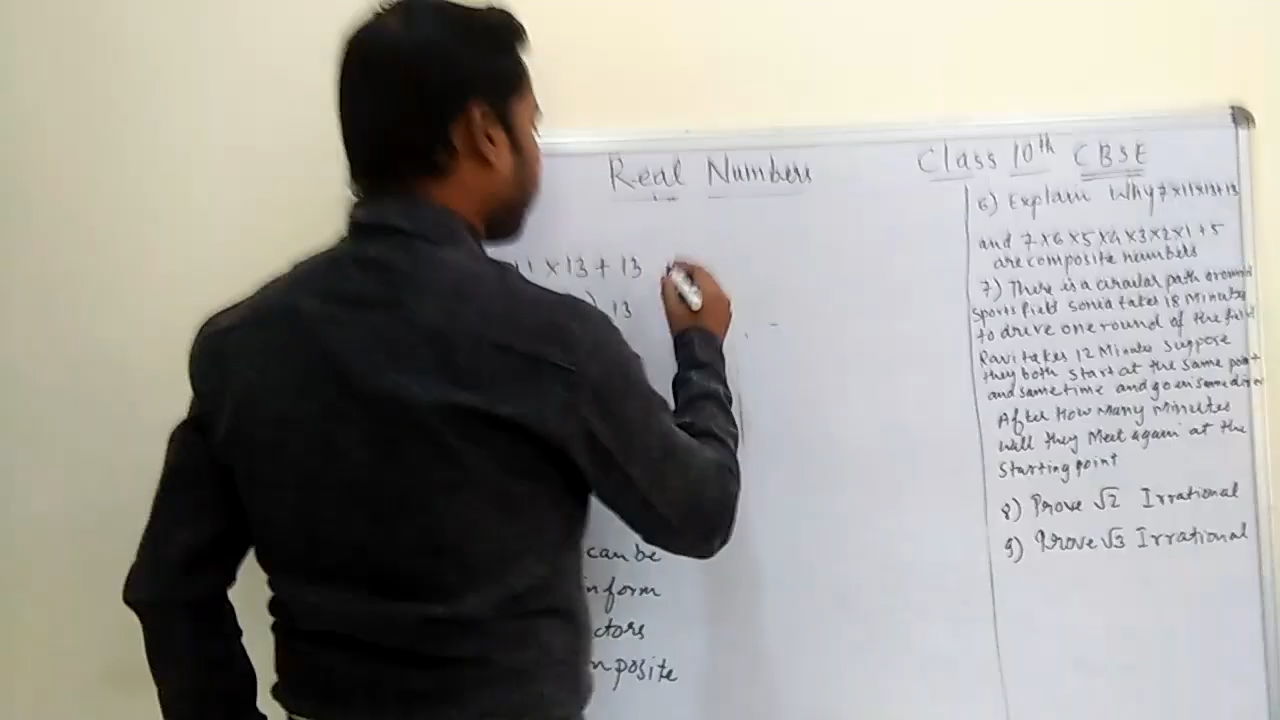 Real Numbers
Class 10th CBSE
11 × 13 + 13
) 13
can be
in form
ctors
mposite
6) Explain Why 7×11×13+13
and 7×6×5×4×3×2×1+5
are composite numbers
7) There is a circular path around
sports field sonia takes 18 Minutes
to drive one round of the field
Ravi takes 12 Minutes suppose
they both start at the same point
and same time and go in same direc
After How Many minutes
will they Meet again at the
Starting point
8) Prove √2 Irrational
9) Prove √3 Irrational